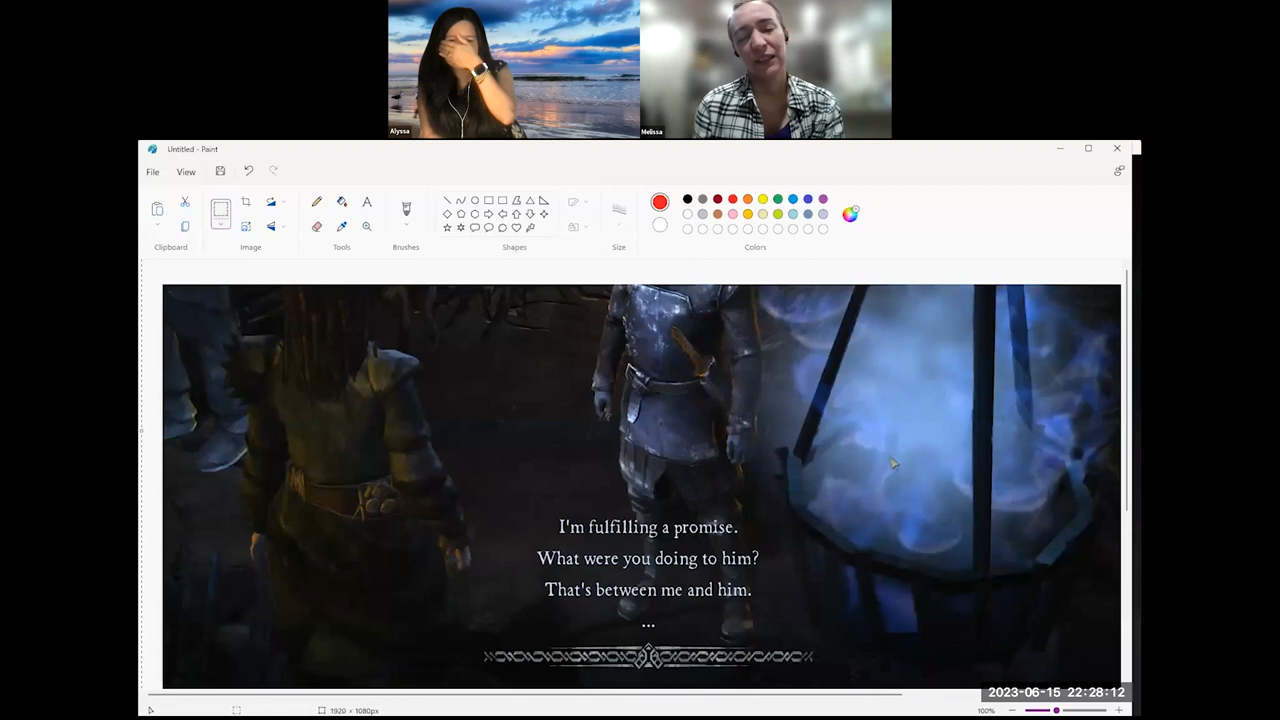 Alyssa
Melissa
Untitled - Paint
File
View
Clipboard
Image
Tools
Brushes
Shapes
Size
Colors
I'm fulfilling a promise.
What were you doing to him?
That's between me and him.
...
2023-06-15 22:28:12
1920 × 1080px
100%